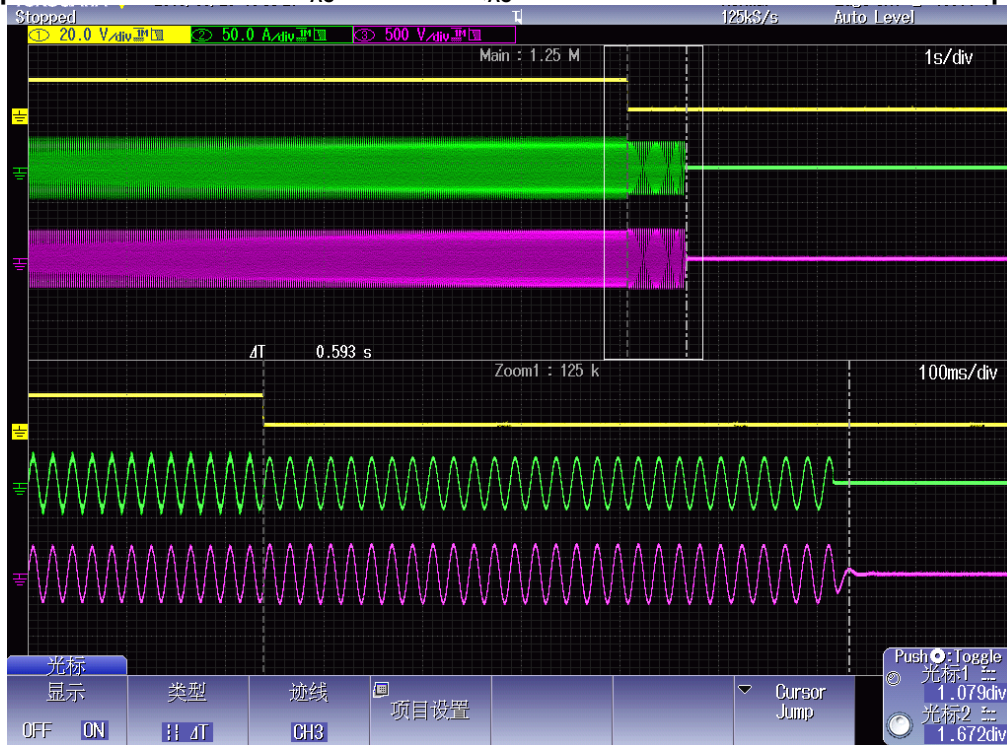 Stopped 125kS/s Auto Level
① 20.0 V/div ② 50.0 A/div ③ 500 V/div
Main : 1.25 M 1s/div
ΔT 0.593 s
Zoom1 : 125 k 100ms/div
光标
显示 类型 迹线 项目设置 Cursor Jump
OFF ON ΔT CH3
Push :Toggle
光标1
1.079div
光标2
1.672div